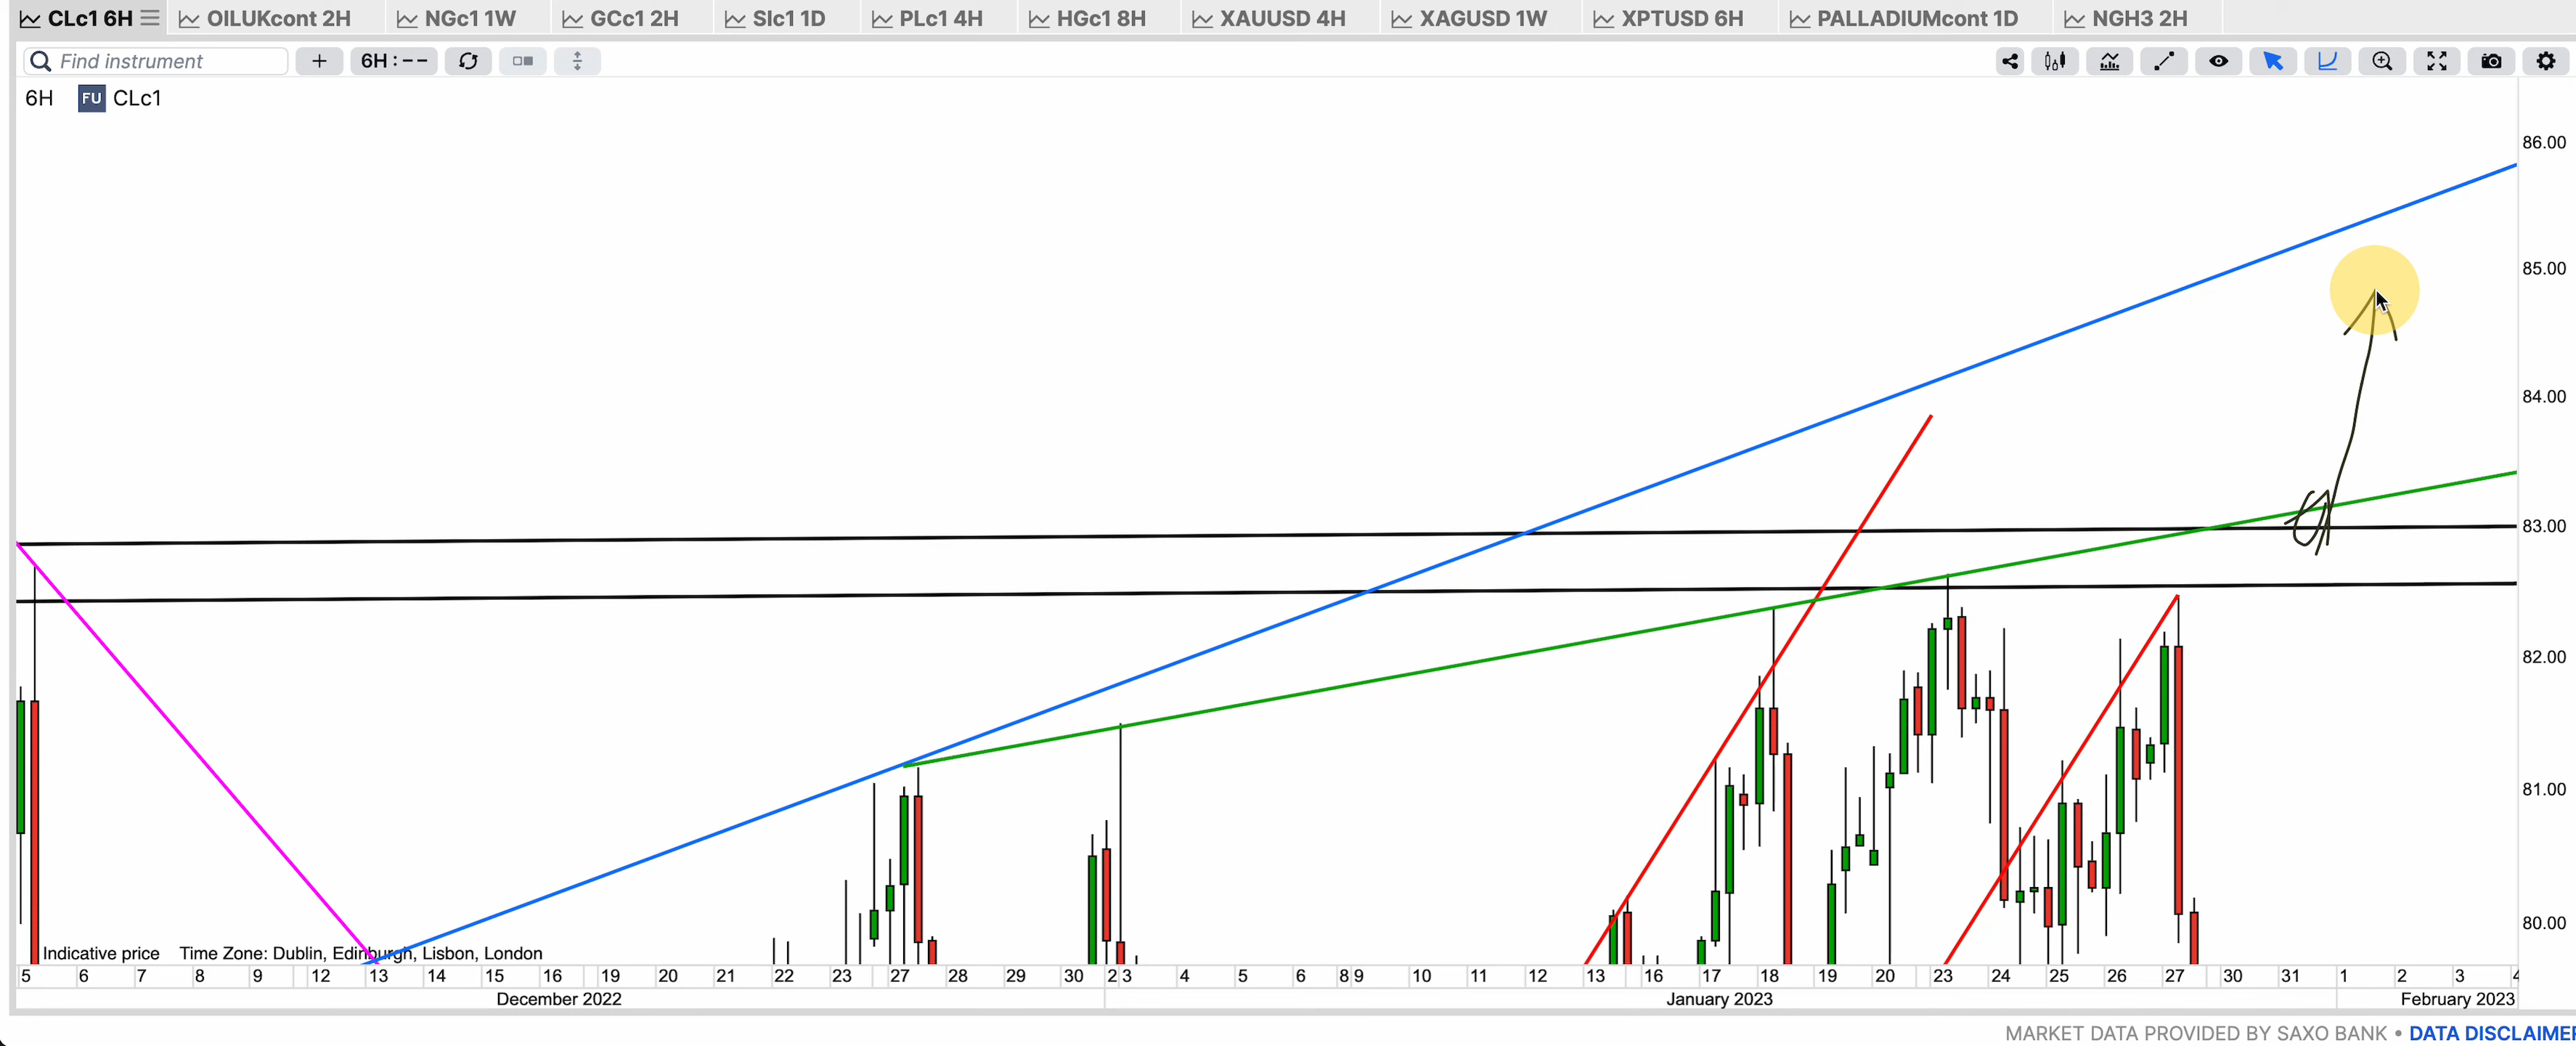 CLc1 6H OILUKcont 2H NGc1 1W GCc1 2H SIc1 1D PLc1 4H HGc1 8H XAUUSD 4H XAGUSD 1W XPTUSD 6H PALLADIUMcont 1D NGH3 2H
Find instrument + 6H : --
6H FU CLc1
86.00
85.00
84.00
83.00
82.00
81.00
80.00
Indicative price Time Zone: Dublin, Edinburgh, Lisbon, London
5 6 7 8 9 12 13 14 15 16 19 20 21 22 23 27 28 29 30 2 3 4 5 6 8 9 10 11 12 13 16 17 18 19 20 23 24 25 26 27 30 31 1 2 3 4
December 2022 January 2023 February 2023
MARKET DATA PROVIDED BY SAXO BANK • DATA DISCLAIMER